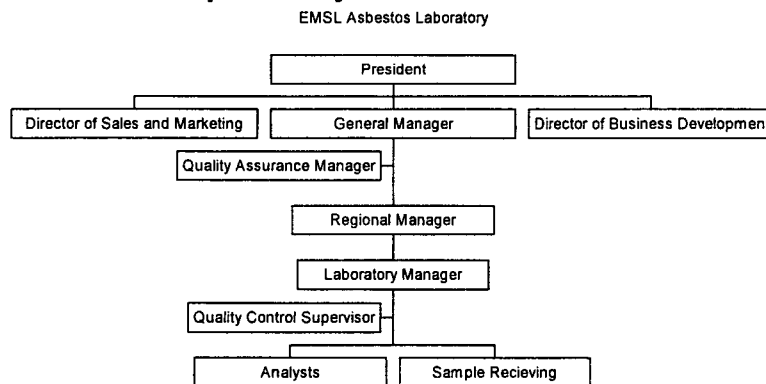 EMSL Asbestos Laboratory
President
Director of Sales and Marketing
General Manager
Director of Business Development
Quality Assurance Manager
Regional Manager
Laboratory Manager
Quality Control Supervisor
Analysts
Sample Recieving